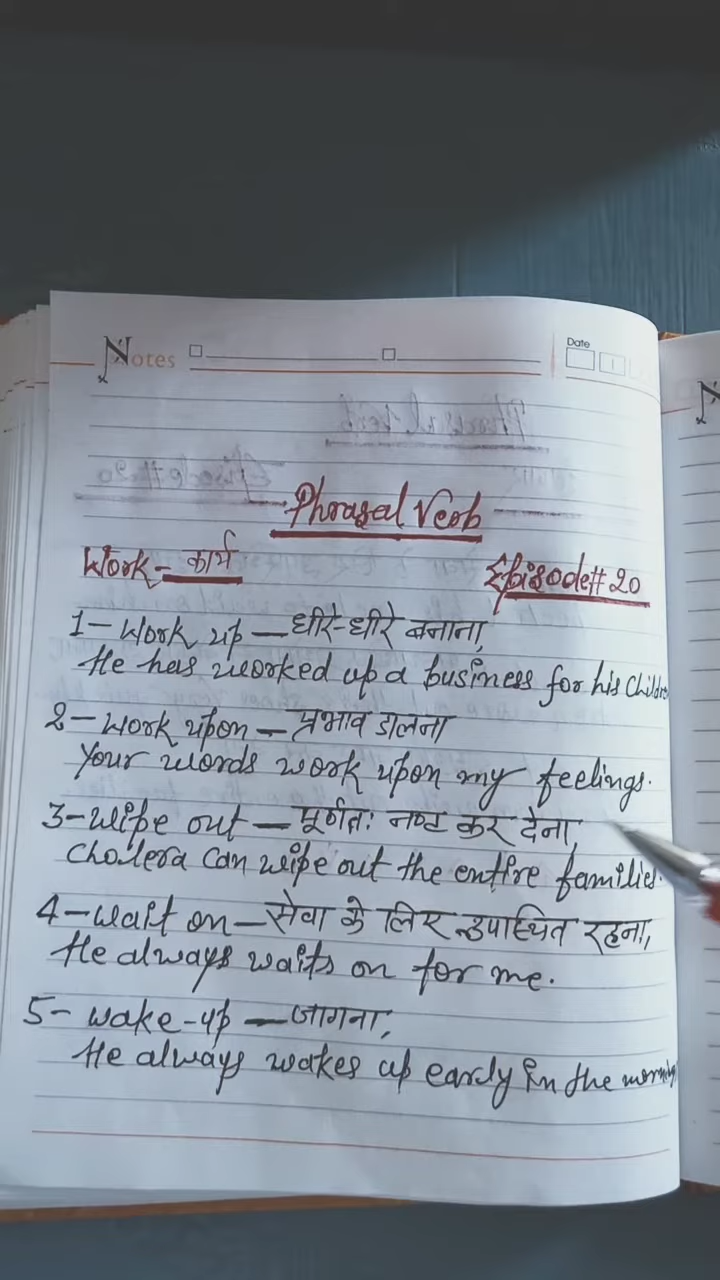 Notes
Date
Phrasal Verb
Work - कार्य
Episode # 20
1 - Work up - धीरे-धीरे बनाना,
He has worked up a business for his Childre
2 - work upon - प्रभाव डालना
Your words work upon my feelings.
3 - wipe out - पूर्णतः नष्ट कर देना,
Cholera can wipe out the entire families.
4 - wait on - सेवा के लिए उपस्थित रहना,
He always waits on for me.
5 - wake-up - जागना,
He always wakes up early in the morning